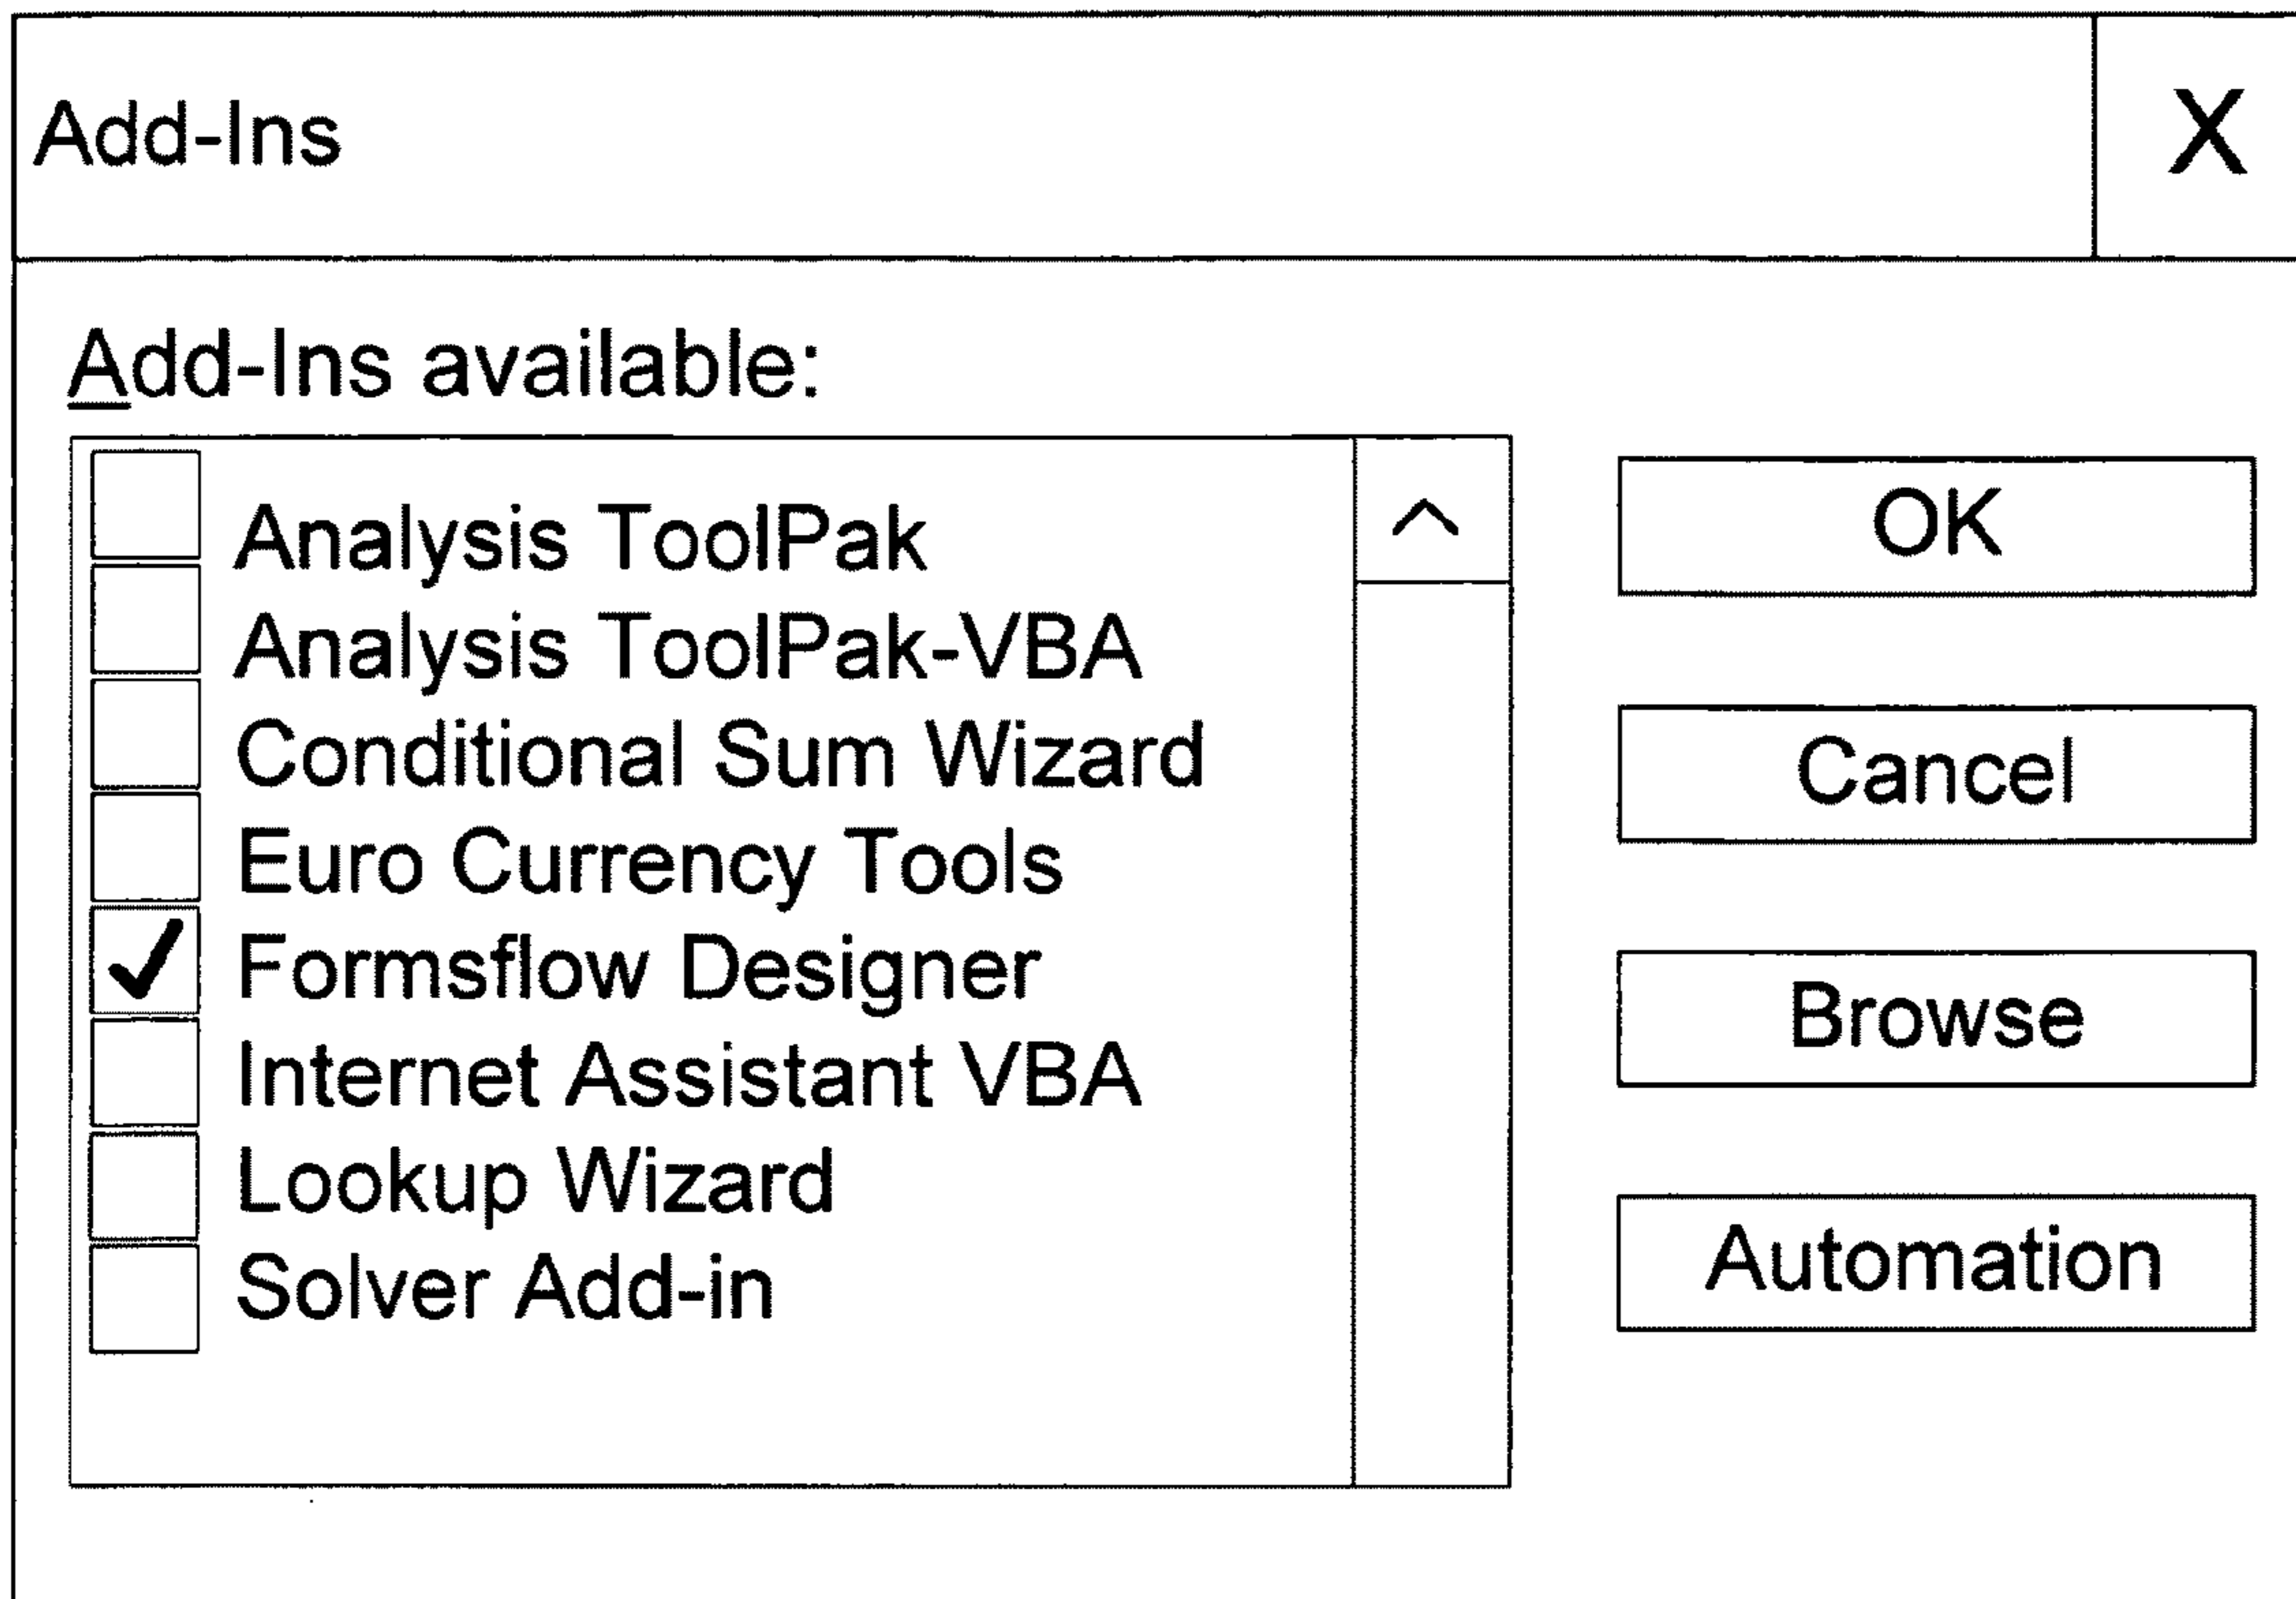 Add-Ins X
Add-Ins available:
Analysis ToolPak
Analysis ToolPak-VBA
Conditional Sum Wizard
Euro Currency Tools
Formsflow Designer
Internet Assistant VBA
Lookup Wizard
Solver Add-in
OK
Cancel
Browse
Automation